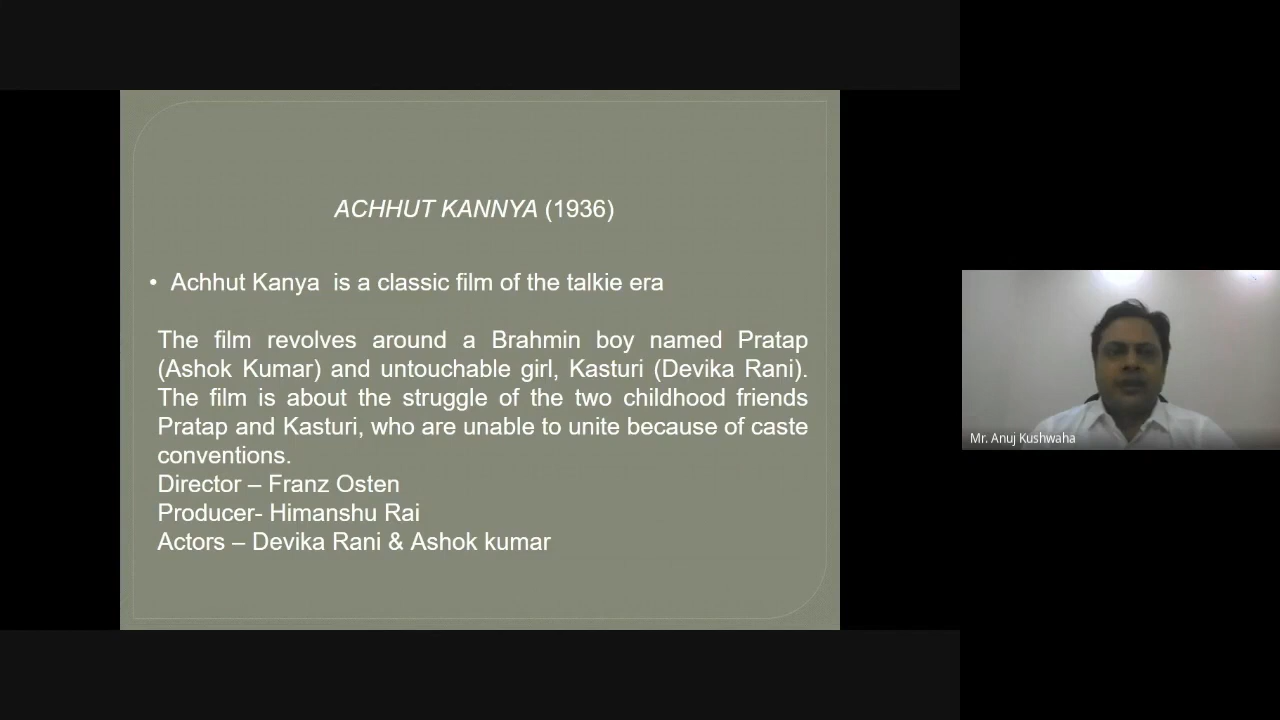 ACHHUT KANNYA (1936)
• Achhut Kanya is a classic film of the talkie era
The film revolves around a Brahmin boy named Pratap
(Ashok Kumar) and untouchable girl, Kasturi (Devika Rani).
The film is about the struggle of the two childhood friends
Pratap and Kasturi, who are unable to unite because of caste
conventions.
Director – Franz Osten
Producer- Himanshu Rai
Actors – Devika Rani & Ashok kumar
Mr. Anuj Kushwaha